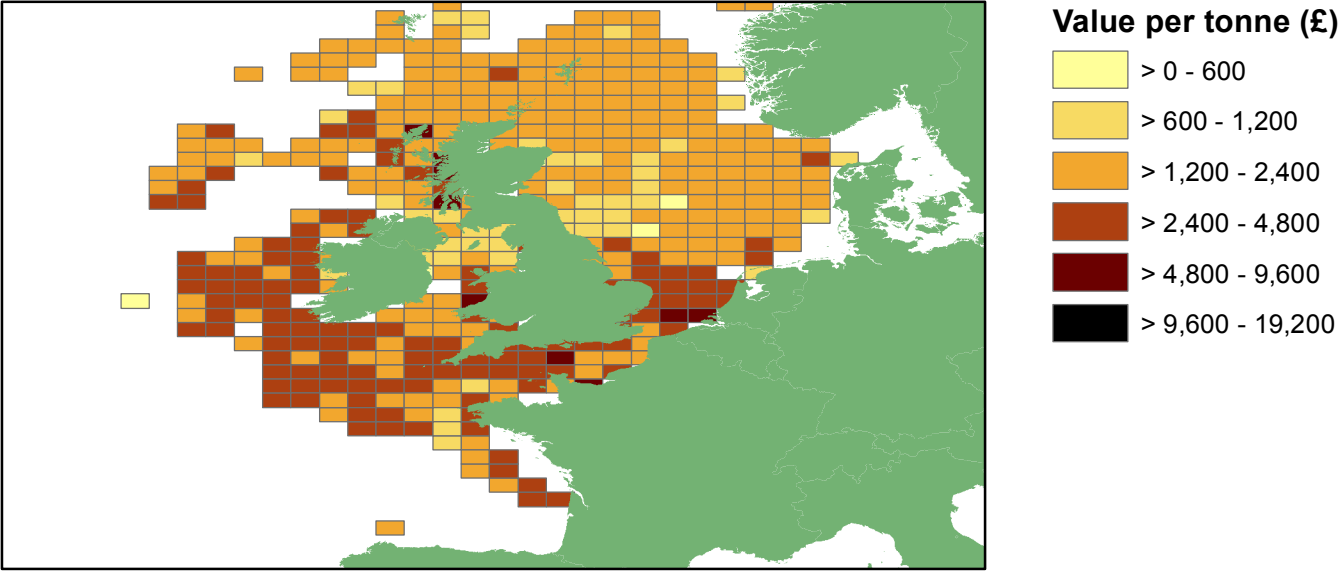 Value per tonne (£)
> 0 - 600
> 600 - 1,200
> 1,200 - 2,400
> 2,400 - 4,800
> 4,800 - 9,600
> 9,600 - 19,200